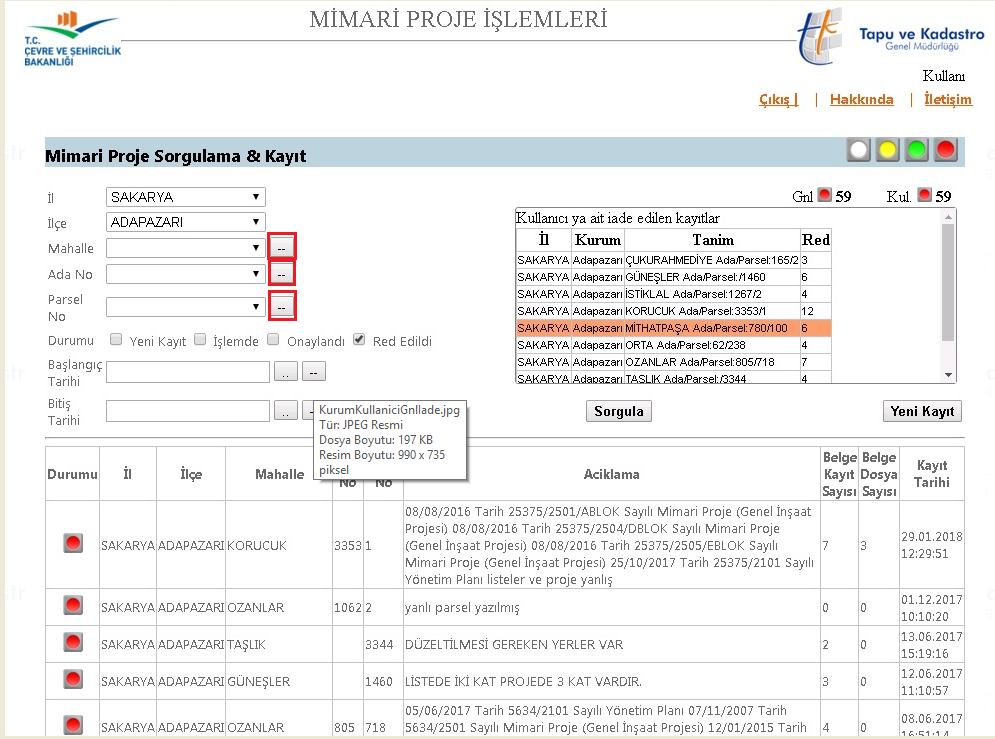 MİMARİ PROJE İŞLEMLERİ
T.C.
ÇEVRE VE ŞEHİRCİLİK
BAKANLIĞI
Tapu ve Kadastro
Genel Müdürlüğü
Kullanı
Çıkış | | Hakkında | İletişim
Mimari Proje Sorgulama & Kayıt
Gnl 59 Kul. 59
İl SAKARYA
İlçe ADAPAZARI
Mahalle --
Ada No --
Parsel
No --
Durumu Yeni Kayıt İşlemde Onaylandı Red Edildi
Başlangıç
Tarihi .. --
Bitiş
Tarihi ..
Kullanıcı ya ait iade edilen kayıtlar
İl Kurum Tanim Red
SAKARYA Adapazarı ÇUKURAHMEDİYE Ada/Parsel:165/2 3
SAKARYA Adapazarı GÜNEŞLER Ada/Parsel:/1460 6
SAKARYA Adapazarı İSTİKLAL Ada/Parsel:1267/2 4
SAKARYA Adapazarı KORUCUK Ada/Parsel:3353/1 12
SAKARYA Adapazarı MİTHATPAŞA Ada/Parsel:780/100 6
SAKARYA Adapazarı ORTA Ada/Parsel:62/238 4
SAKARYA Adapazarı OZANLAR Ada/Parsel:805/718 7
SAKARYA Adapazarı TAŞLIK Ada/Parsel:/3344 4
Sorgula Yeni Kayıt
KurumKullaniciGnlIade.jpg
Tür: JPEG Resmi
Dosya Boyutu: 197 KB
Resim Boyutu: 990 x 735
piksel
Durumu İl İlçe Mahalle No No Aciklama Belge Kayıt Sayısı Belge Dosya Sayısı Kayıt Tarihi
SAKARYA ADAPAZARI KORUCUK 3353 1
08/08/2016 Tarih 25375/2501/ABLOK Sayılı Mimari Proje (Genel İnşaat
Projesi) 08/08/2016 Tarih 25375/2504/DBLOK Sayılı Mimari Proje
(Genel İnşaat Projesi) 08/08/2016 Tarih 25375/2505/EBLOK Sayılı
Mimari Proje (Genel İnşaat Projesi) 25/10/2017 Tarih 25375/2101 Sayılı
Yönetim Planı listeler ve proje yanlış
7 3 29.01.2018
12:29:51
SAKARYA ADAPAZARI OZANLAR 1062 2 yanlı parsel yazılmış 0 0 01.12.2017
10:10:20
SAKARYA ADAPAZARI TAŞLIK 3344 DÜZELTİLMESİ GEREKEN YERLER VAR 2 0 13.06.2017
15:19:16
SAKARYA ADAPAZARI GÜNEŞLER 1460 LİSTEDE İKİ KAT PROJEDE 3 KAT VARDIR. 3 0 12.06.2017
11:10:57
SAKARYA ADAPAZARI OZANLAR 805 718
05/06/2017 Tarih 5634/2101 Sayılı Yönetim Planı 07/11/2007 Tarih
5634/2501 Sayılı Mimari Proje (Genel İnşaat Projesi) 12/01/2015 Tarih
4 0 08.06.2017
16:51:14